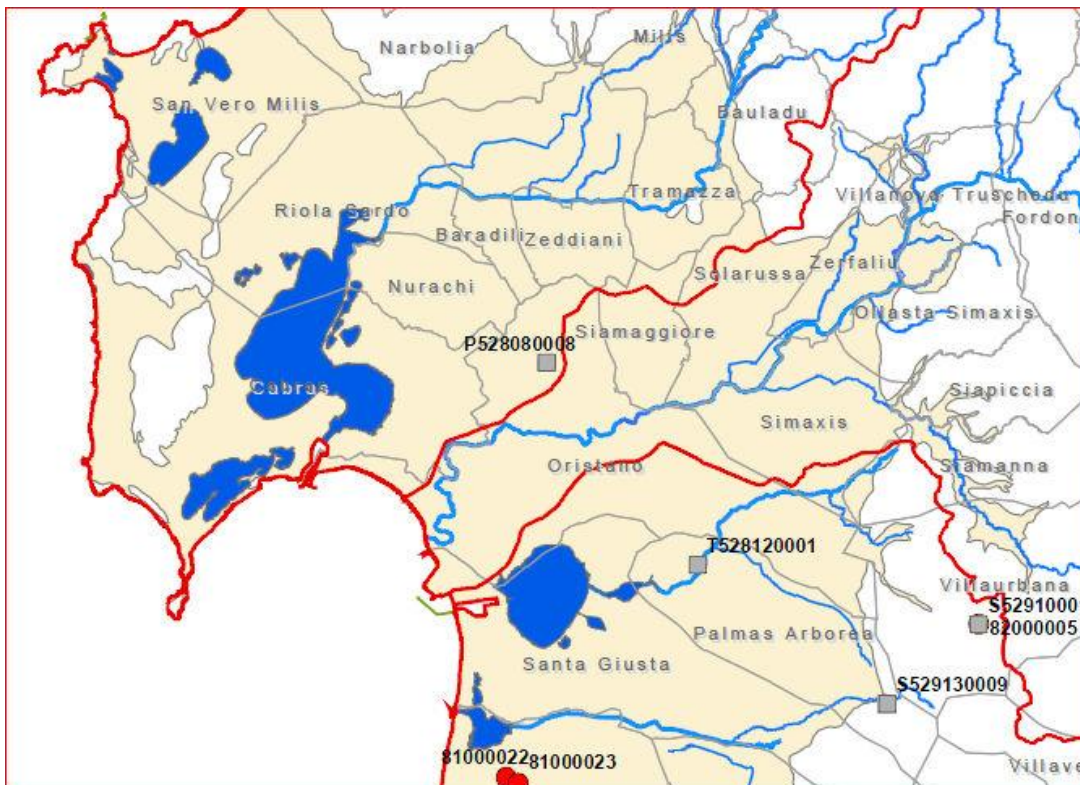 Narbolia
Milis
San Vero Milis
Bauladu
Riola Sardo
Tramazza
Villanova Truschedu
Fordon
Baradili
Zeddiani
Solarussa
Zerfaliu
Nurachi
Siamaggiore
Ollasta Simaxis
P528080008
Cabras
Siapiccia
Simaxis
Oristano
Siamanna
T528120001
Villaurbana
S5291000
82000005
Palmas Arborea
Santa Giusta
S529130009
81000022
81000023
Villave